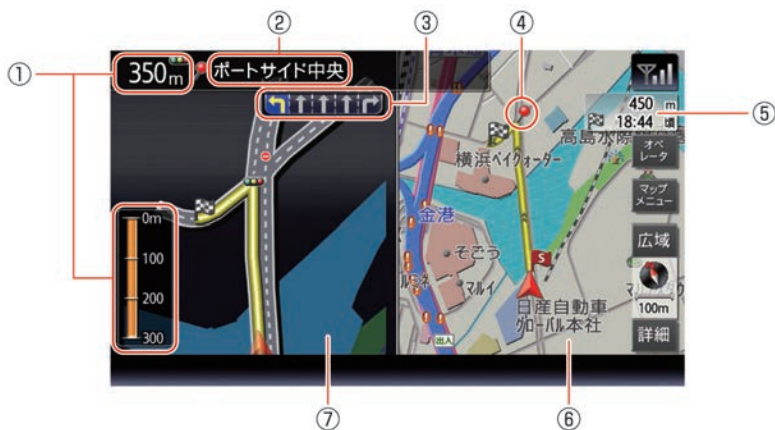 ①
②
③
④
350m
ポートサイド中央
450 m
18:44 頃
⑤
オペ
レータ
マップ
メニュー
広域
100m
詳細
横浜ベイクォーター
高島水際
金港
そごう
マルイ
S
日産自動車
グローバル本社
出入
0m
100
200
300
⑦
⑥